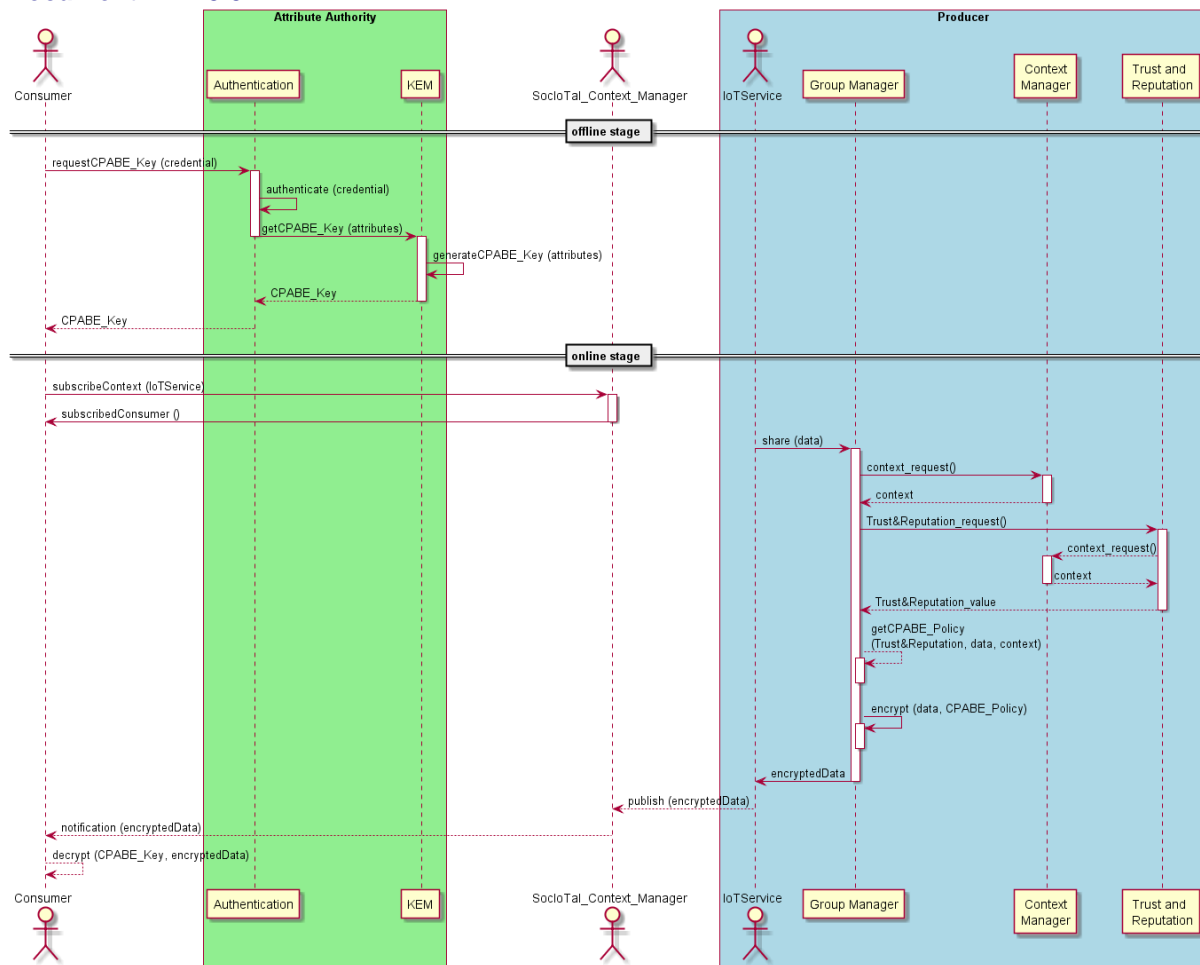 Attribute Authority
Producer
Consumer
Authentication
KEM
SocIoTal_Context_Manager
IoTService
Group Manager
Context
Manager
Trust and
Reputation
offline stage
requestCPABE_Key (credential)
authenticate (credential)
getCPABE_Key (attributes)
generateCPABE_Key (attributes)
CPABE_Key
CPABE_Key
online stage
subscribeContext (IoTService)
subscribedConsumer ()
share (data)
context_request()
context
Trust&Reputation_request()
context_request()
context
Trust&Reputation_value
getCPABE_Policy
(Trust&Reputation, data, context)
encrypt (data, CPABE_Policy)
encryptedData
publish (encryptedData)
notification (encryptedData)
decrypt (CPABE_Key, encryptedData)
Consumer
Authentication
KEM
SocIoTal_Context_Manager
IoTService
Group Manager
Context
Manager
Trust and
Reputation